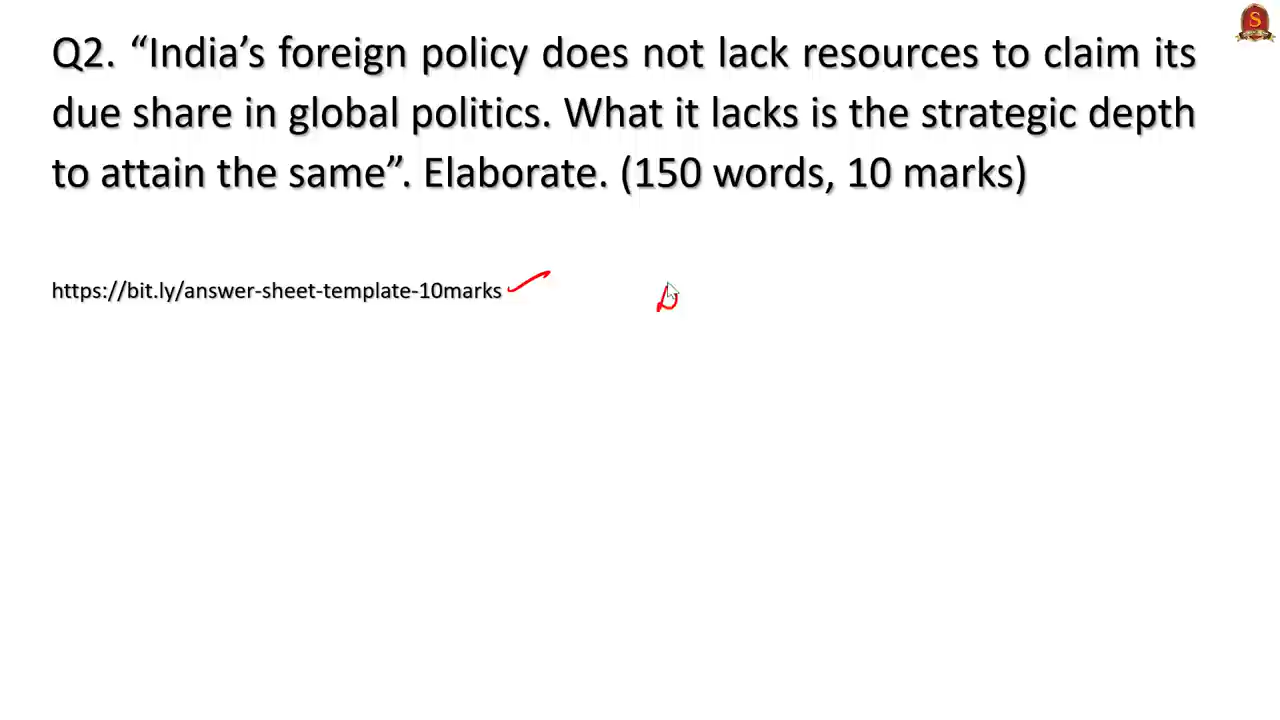 Q2. “India’s foreign policy does not lack resources to claim its
due share in global politics. What it lacks is the strategic depth
to attain the same”. Elaborate. (150 words, 10 marks)
https://bit.ly/answer-sheet-template-10marks
S